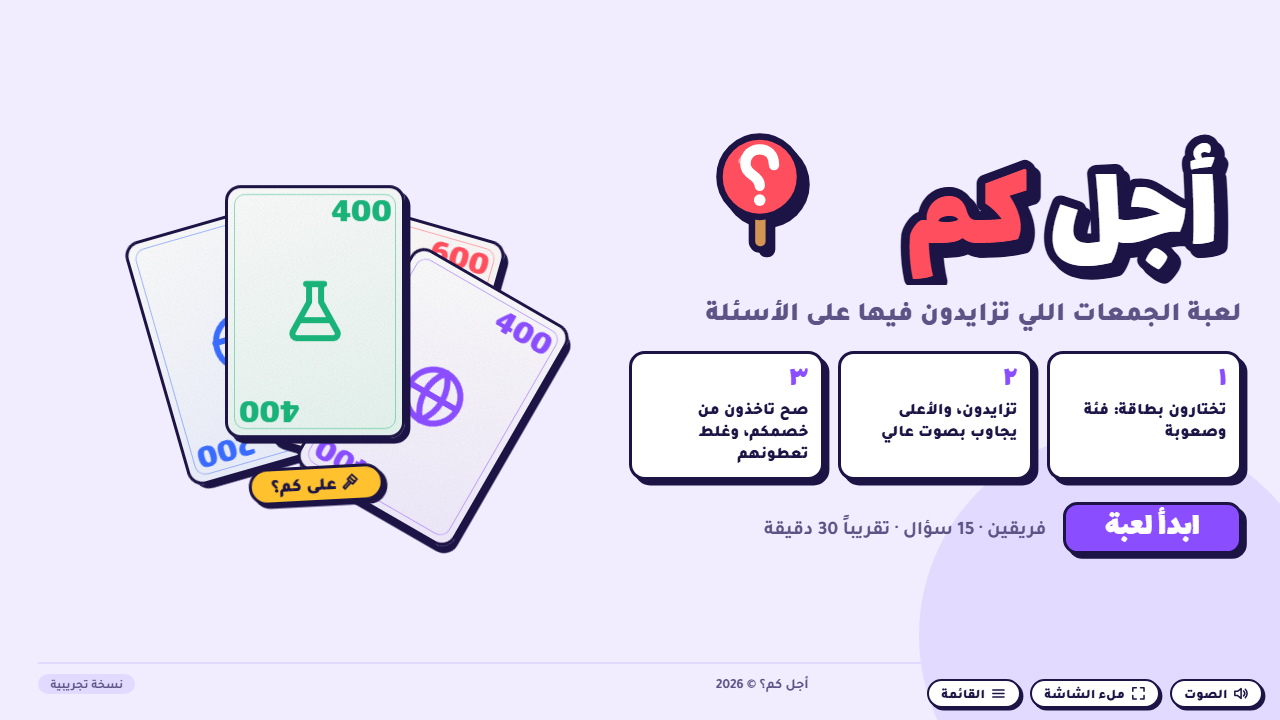 أجل كم
؟
لعبة الجمعات اللي تزايدون فيها على الأسئلة
١
تختارون بطاقة: فئة
وصعوبة
٢
تزايدون، والأعلى
يجاوب بصوت عالي
٣
صح تاخذون من
خصمكم، وغلط
تعطونهم
ابدأ لعبة
فريقين · 15 سؤال · تقريباً 30 دقيقة
400
400
600
400
400
200
على كم؟
الصوت
ملء الشاشة
القائمة
أجل كم؟ © 2026
نسخة تجريبية